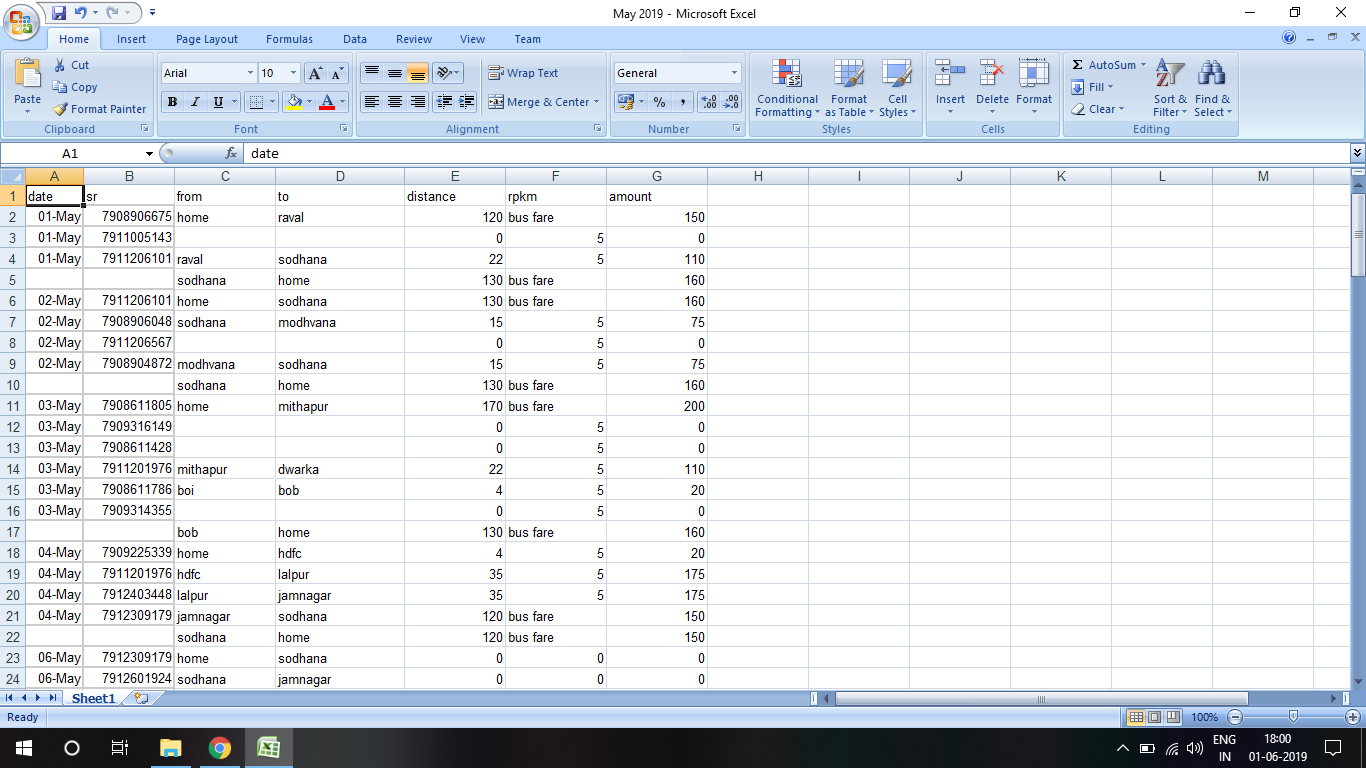 May 2019 - Microsoft Excel
Home Insert Page Layout Formulas Data Review View Team
Cut
Copy
Format Painter
Paste
Clipboard
Arial 10
B I U
Font
Wrap Text
Merge & Center
Alignment
General
% ,
Number
Conditional Formatting
Format as Table
Cell Styles
Styles
Insert Delete Format
Cells
AutoSum
Fill
Clear
Sort & Filter
Find & Select
Editing
A1 fx date
A B C D E F G H I J K L M
1 date sr from to distance rpkm amount
2 01-May 7908906675 home raval 120 bus fare 150
3 01-May 7911005143 0 5 0
4 01-May 7911206101 raval sodhana 22 5 110
5 sodhana home 130 bus fare 160
6 02-May 7911206101 home sodhana 130 bus fare 160
7 02-May 7908906048 sodhana modhvana 15 5 75
8 02-May 7911206567 0 5 0
9 02-May 7908904872 modhvana sodhana 15 5 75
10 sodhana home 130 bus fare 160
11 03-May 7908611805 home mithapur 170 bus fare 200
12 03-May 7909316149 0 5 0
13 03-May 7908611428 0 5 0
14 03-May 7911201976 mithapur dwarka 22 5 110
15 03-May 7908611786 boi bob 4 5 20
16 03-May 7909314355 0 5 0
17 bob home 130 bus fare 160
18 04-May 7909225339 home hdfc 4 5 20
19 04-May 7911201976 hdfc lalpur 35 5 175
20 04-May 7912403448 lalpur jamnagar 35 5 175
21 04-May 7912309179 jamnagar sodhana 120 bus fare 150
22 sodhana home 120 bus fare 150
23 06-May 7912309179 home sodhana 0 0 0
24 06-May 7912601924 sodhana jamnagar 0 0 0
Sheet1
Ready 100%
ENG 18:00
IN 01-06-2019